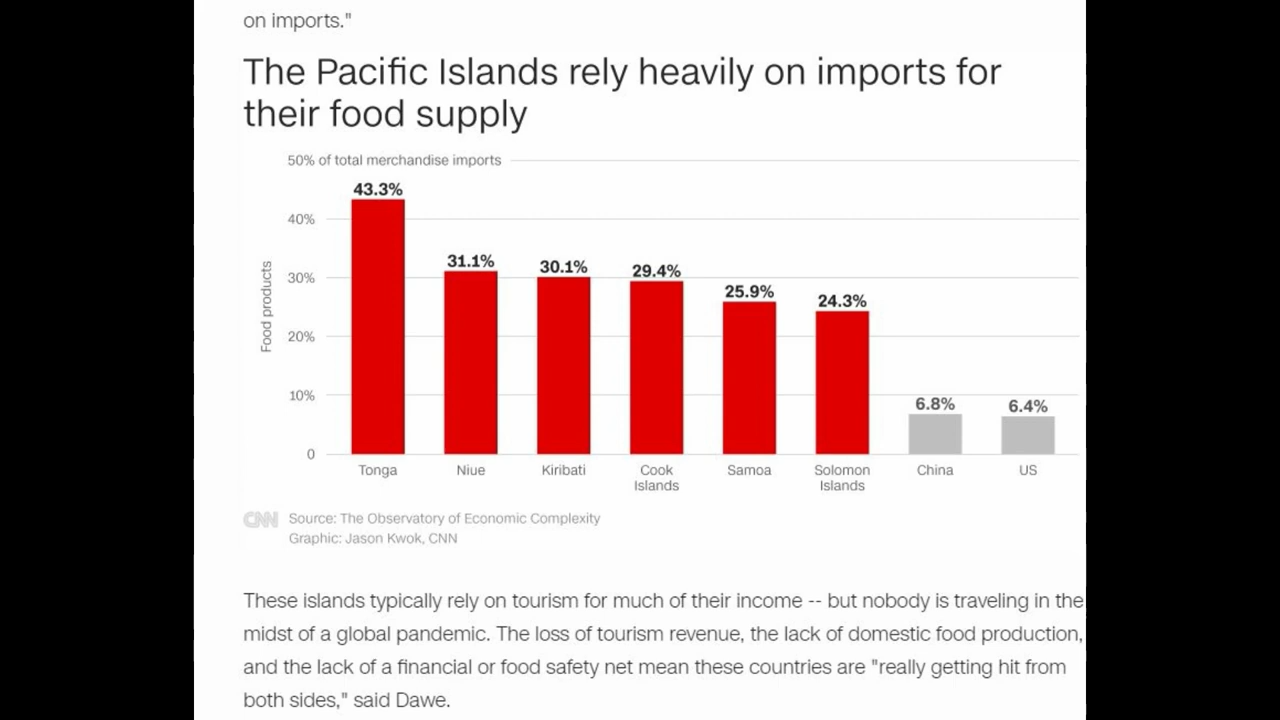 on imports."
The Pacific Islands rely heavily on imports for
their food supply
50% of total merchandise imports
43.3%
40%
31.1%
30.1%
29.4%
30%
25.9%
24.3%
Food products
20%
10%
6.8%
6.4%
0
Tonga
Niue
Kiribati
Cook
Islands
Samoa
Solomon
Islands
China
US
CNN
Source: The Observatory of Economic Complexity
Graphic: Jason Kwok, CNN
These islands typically rely on tourism for much of their income -- but nobody is traveling in the
midst of a global pandemic. The loss of tourism revenue, the lack of domestic food production,
and the lack of a financial or food safety net mean these countries are "really getting hit from
both sides," said Dawe.